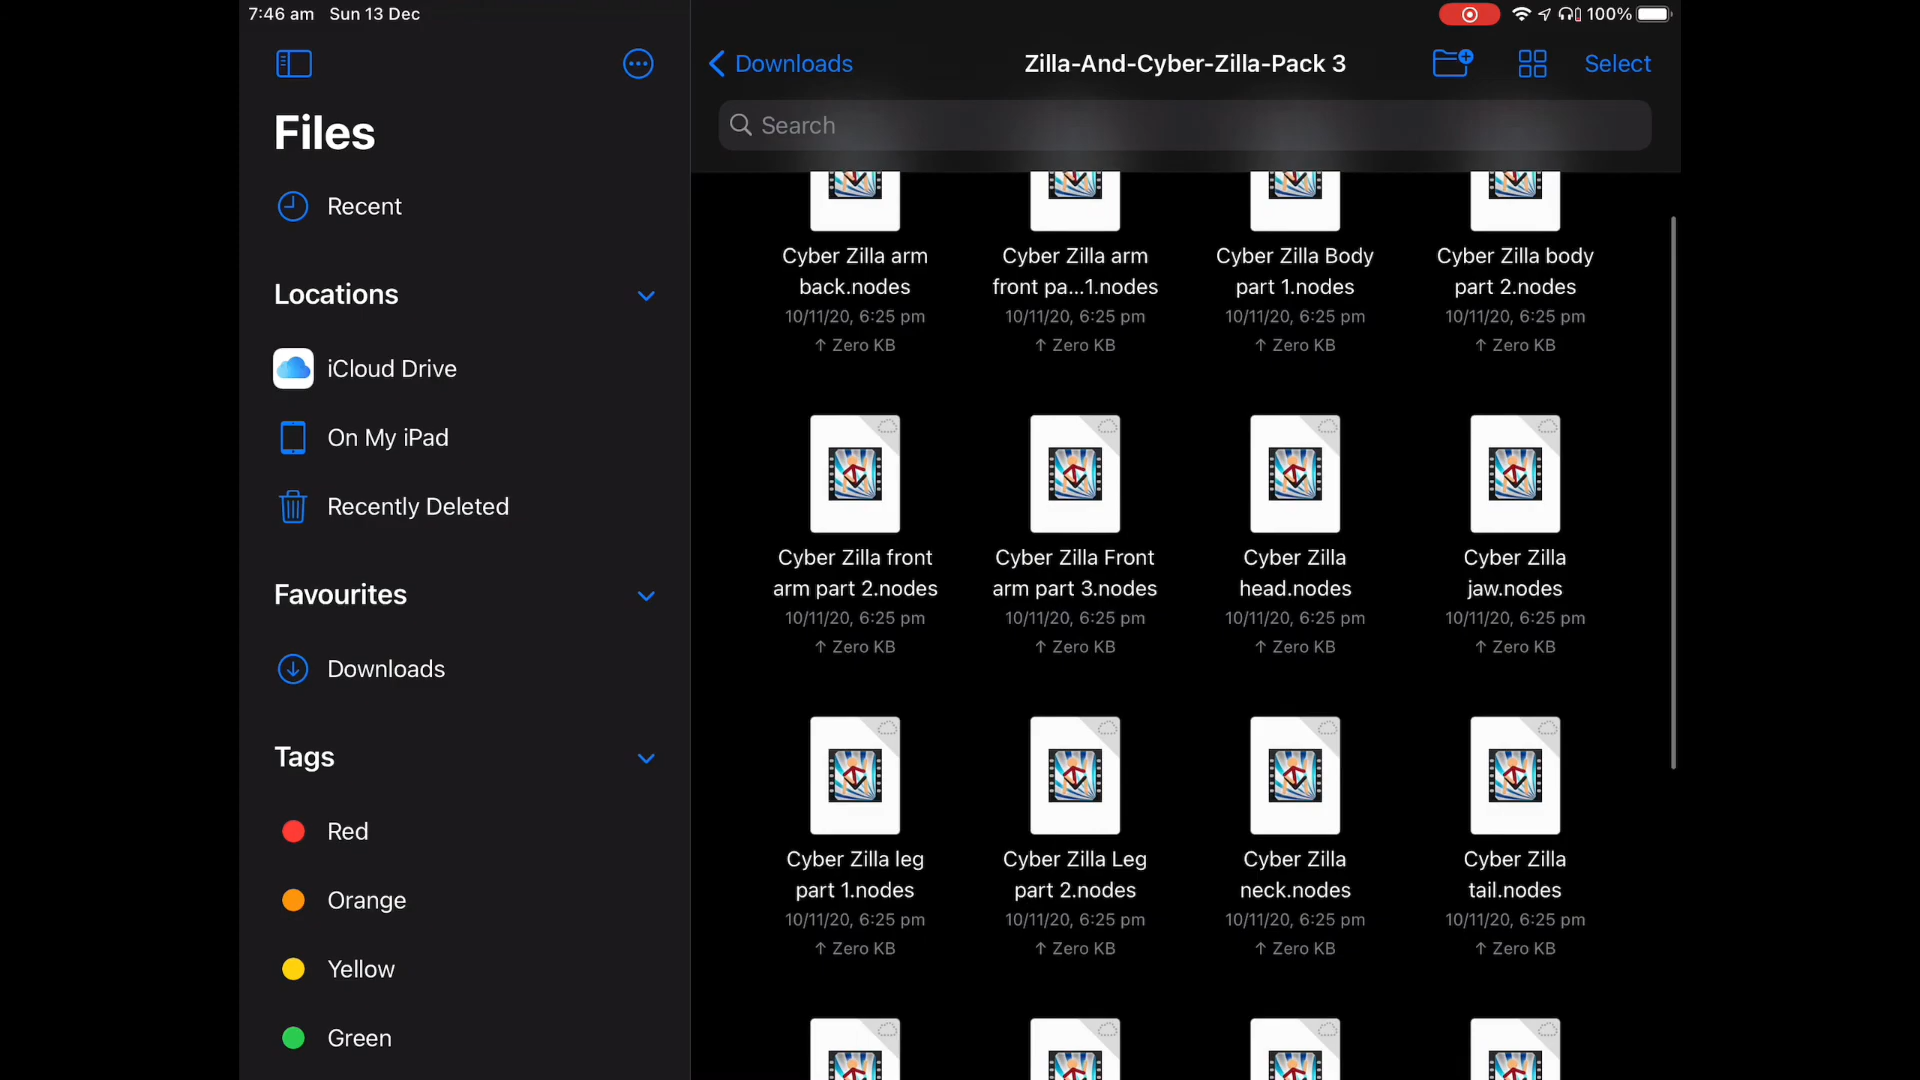 7:46 am Sun 13 Dec
100%
Files
Recent
Locations
iCloud Drive
On My iPad
Recently Deleted
Favourites
Downloads
Tags
Red
Orange
Yellow
Green
Downloads
Zilla-And-Cyber-Zilla-Pack 3
Select
Search
Cyber Zilla arm
back.nodes
10/11/20, 6:25 pm
↑ Zero KB
Cyber Zilla arm
front pa...1.nodes
10/11/20, 6:25 pm
↑ Zero KB
Cyber Zilla Body
part 1.nodes
10/11/20, 6:25 pm
↑ Zero KB
Cyber Zilla body
part 2.nodes
10/11/20, 6:25 pm
↑ Zero KB
Cyber Zilla front
arm part 2.nodes
10/11/20, 6:25 pm
↑ Zero KB
Cyber Zilla Front
arm part 3.nodes
10/11/20, 6:25 pm
↑ Zero KB
Cyber Zilla
head.nodes
10/11/20, 6:25 pm
↑ Zero KB
Cyber Zilla
jaw.nodes
10/11/20, 6:25 pm
↑ Zero KB
Cyber Zilla leg
part 1.nodes
10/11/20, 6:25 pm
↑ Zero KB
Cyber Zilla Leg
part 2.nodes
10/11/20, 6:25 pm
↑ Zero KB
Cyber Zilla
neck.nodes
10/11/20, 6:25 pm
↑ Zero KB
Cyber Zilla
tail.nodes
10/11/20, 6:25 pm
↑ Zero KB